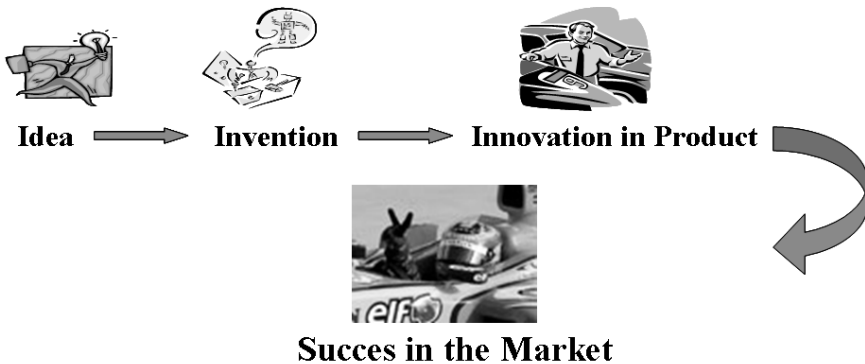 Idea
Invention
Innovation in Product
elf
Succes in the Market